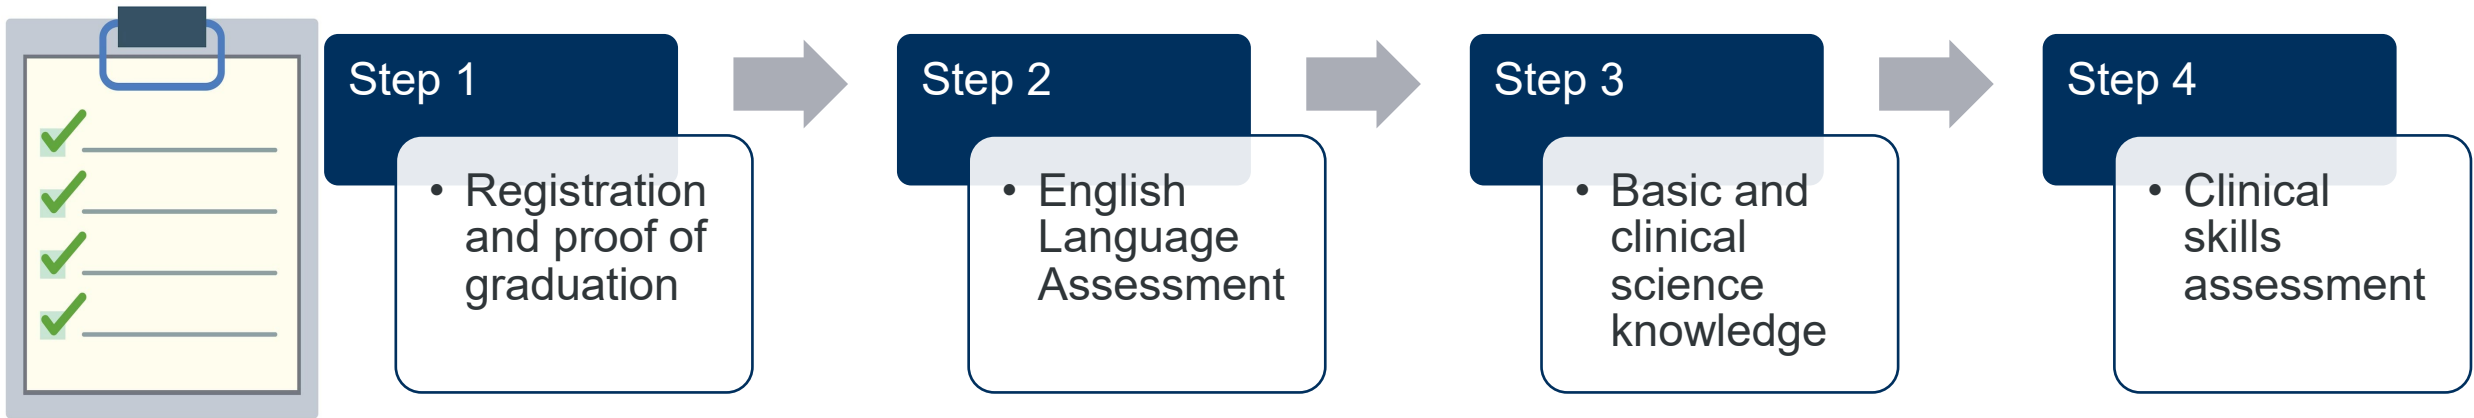 Step 1
• Registration
and proof of
graduation
Step 2
• English
Language
Assessment
Step 3
• Basic and
clinical
science
knowledge
Step 4
• Clinical
skills
assessment